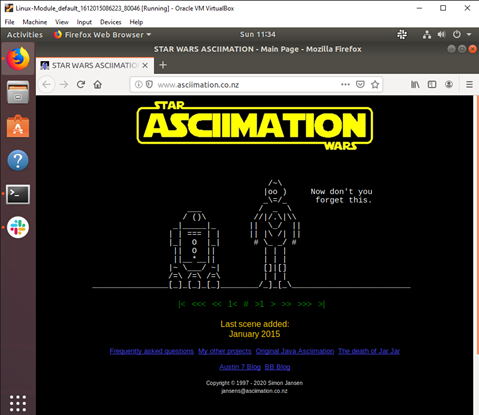 Linux-Module_default_1612015086223_80046 [Running] - Oracle VM VirtualBox
File Machine View Input Devices Help
Activities Firefox Web Browser Sun 11:34
STAR WARS ASCIIMATION - Main Page - Mozilla Firefox
STAR WARS ASCIIMATION
www.asciimation.co.nz
STAR
ASCIIMATION
WARS
Now don't you
forget this.
|< <<< << 1< # >1 > >> >>> >|
Last scene added:
January 2015
Frequently asked questions My other projects Original Java Asciimation The death of Jar Jar
Austin 7 Blog BB Blog
Copyright © 1997 - 2020 Simon Jansen
jansens@asciimation.co.nz